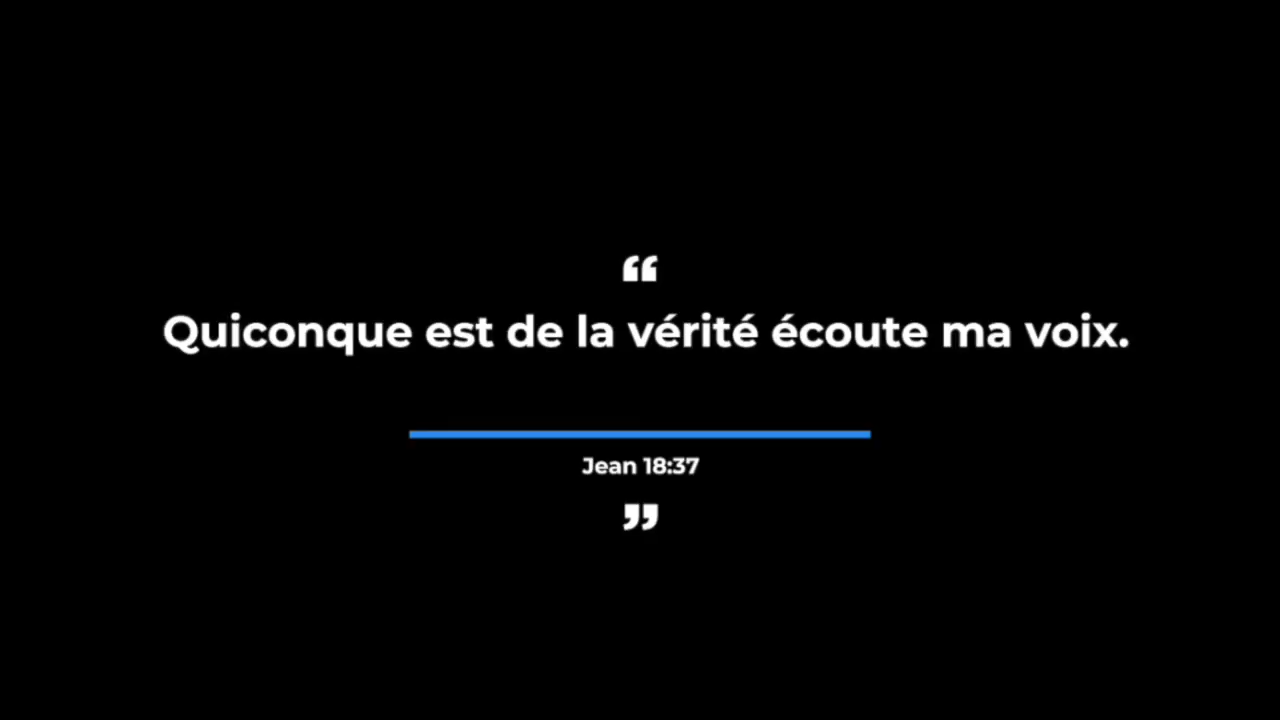 “
Quiconque est de la vérité écoute ma voix.
Jean 18:37
”